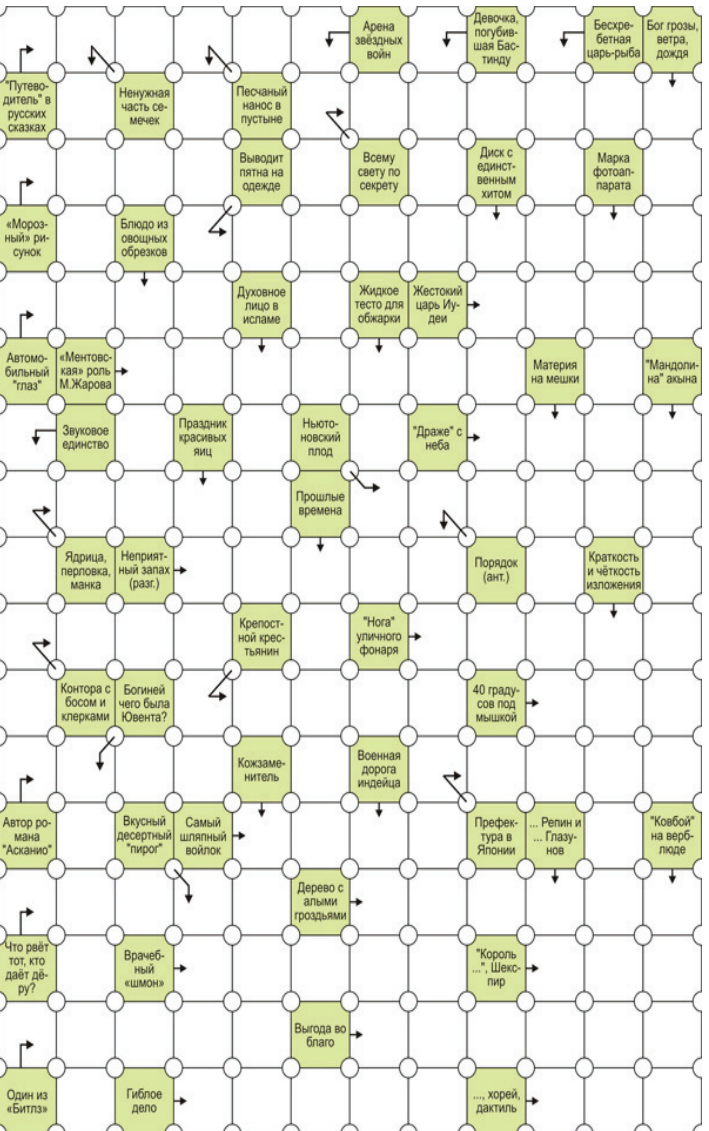 Арена
звёздных
войн
Девочка,
погубив-
шая Бас-
тинду
Бесхре-
бетная
царь-рыба
Бог грозы,
ветра,
дождя
"Путево-
дитель" в
русских
сказках
Ненужная
часть се-
мечек
Песчаный
нанос в
пустыне
Выводит
пятна на
одежде
Всему
свету по
секрету
Диск с
единст-
венным
хитом
Марка
фотоап-
парата
«Мороз-
ный» ри-
сунок
Блюдо из
овощных
обрезков
Духовное
лицо в
исламе
Жидкое
тесто для
обжарки
Жестокий
царь Иу-
деи
Автомо-
бильный
"глаз"
«Ментовс-
кая» роль
М.Жарова
Материя
на мешки
"Мандоли-
на" акына
Звуковое
единство
Праздник
красивых
яиц
Ньюто-
новский
плод
"Драже" с
неба
Прошлые
времена
Ядрица,
перловка,
манка
Неприят-
ный запах
(разг.)
Порядок
(ант.)
Краткость
и чёткость
изложения
Крепост-
ной крес-
тьянин
"Нога"
уличного
фонаря
Контора с
босом и
клерками
Богиней
чего была
Ювента?
40 граду-
сов под
мышкой
Кожзаме-
нитель
Военная
дорога
индейца
Автор ро-
мана
"Асканио"
Вкусный
десертный
"пирог"
Самый
шляпный
войлок
Префек-
тура в
Японии
... Репин и
... Глазу-
нов
"Ковбой"
на верб-
люде
Дерево с
алыми
гроздьями
Что рвёт
тот, кто
даёт дё-
ру?
Врачеб-
ный
«шмон»
"Король
...", Шекс-
пир
Выгода во
благо
Один из
«Битлз»
Гиблое
дело
..., хорей,
дактиль